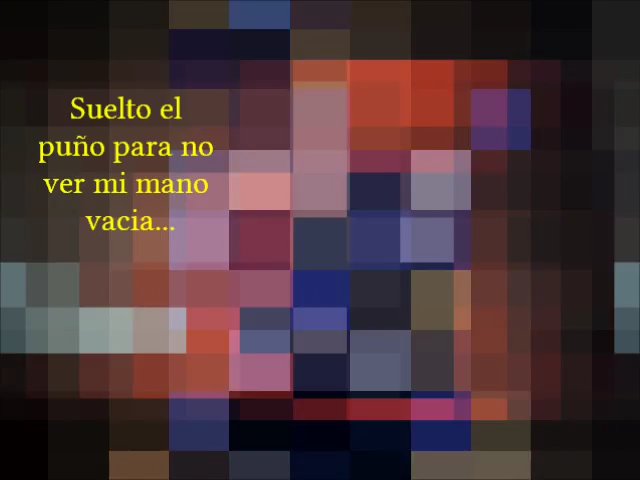 Suelto el
puño para no
ver mi mano
vacia...